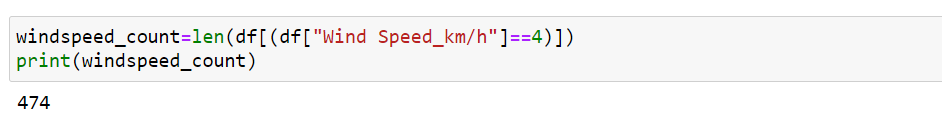 windspeed_count=len(df[(df["Wind Speed_km/h"]==4)])
print(windspeed_count)
474